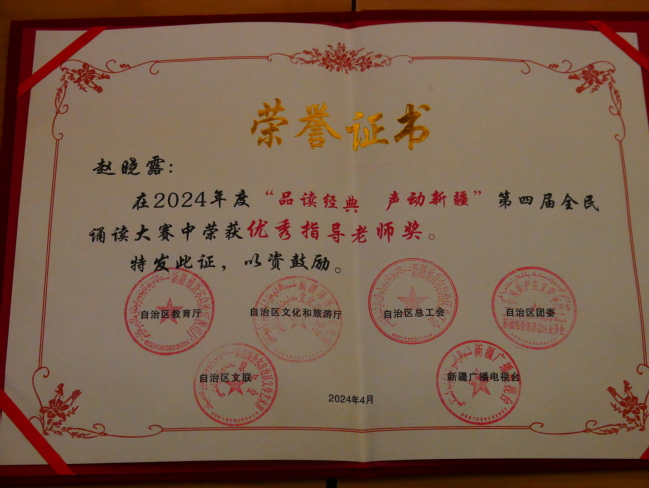 荣誉证书
赵晓露：
在2024年度“品读经典 声动新疆”第四届全民
诵读大赛中荣获优秀指导老师奖。
特发此证，以资鼓励。
自治区教育厅 自治区文化和旅游厅 自治区总工会 自治区团委
自治区文联 新疆广播电视台
2024年4月